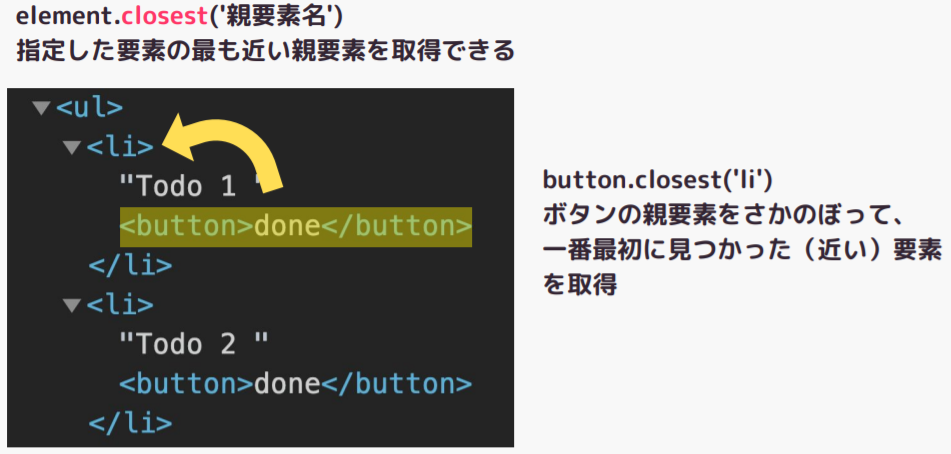 element.closest('親要素名')
指定した要素の最も近い親要素を取得できる
▼<ul>
▼<li>
"Todo 1 "
<button>done</button>
</li>
▼<li>
"Todo 2 "
<button>done</button>
</li>
button.closest('li')
ボタンの親要素をさかのぼって、
一番最初に見つかった（近い）要素
を取得